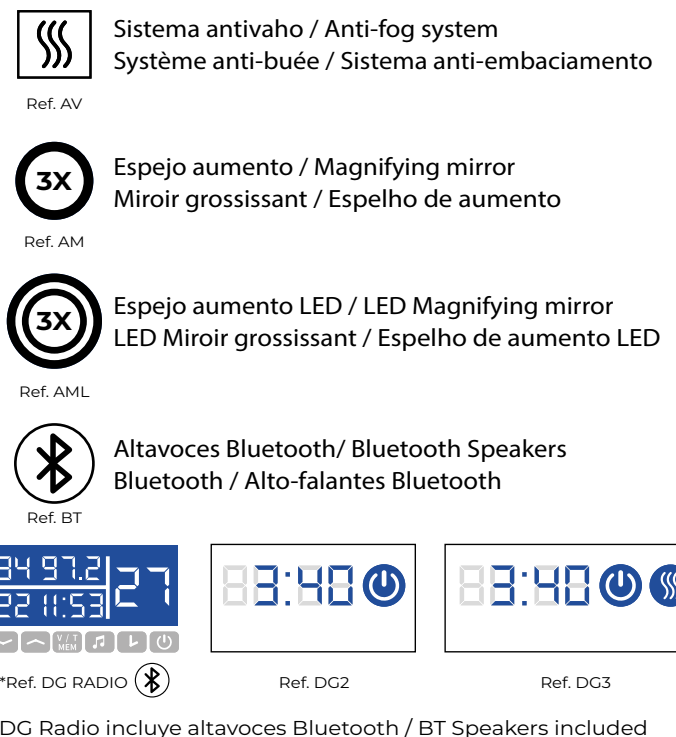 Sistema antivaho / Anti-fog system
Système anti-buée / Sistema anti-embaciamento
Ref. AV
3X
Espejo aumento / Magnifying mirror
Miroir grossissant / Espelho de aumento
Ref. AM
3X
Espejo aumento LED / LED Magnifying mirror
LED Miroir grossissant / Espelho de aumento LED
Ref. AML
Altavoces Bluetooth/ Bluetooth Speakers
Bluetooth / Alto-falantes Bluetooth
Ref. BT
97.2
22 11:53
27
V / T
MEM
3:40
3:40
*Ref. DG RADIO
Ref. DG2
Ref. DG3
DG Radio incluye altavoces Bluetooth / BT Speakers included